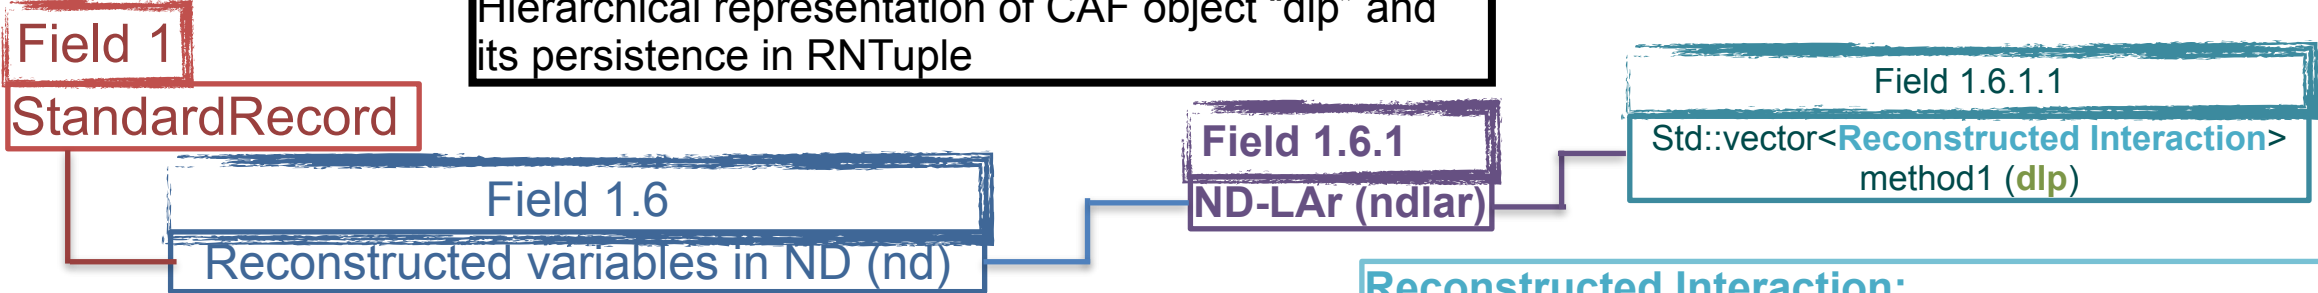 Field 1
StandardRecord
Hierarchical representation of CAF object "dlp" and
its persistence in RNTuple
Field 1.6
Reconstructed variables in ND (nd)
Field 1.6.1
ND-LAr (ndlar)
Field 1.6.1.1
Std::vector<Reconstructed Interaction>
method1 (dlp)
Reconstructed Interaction: